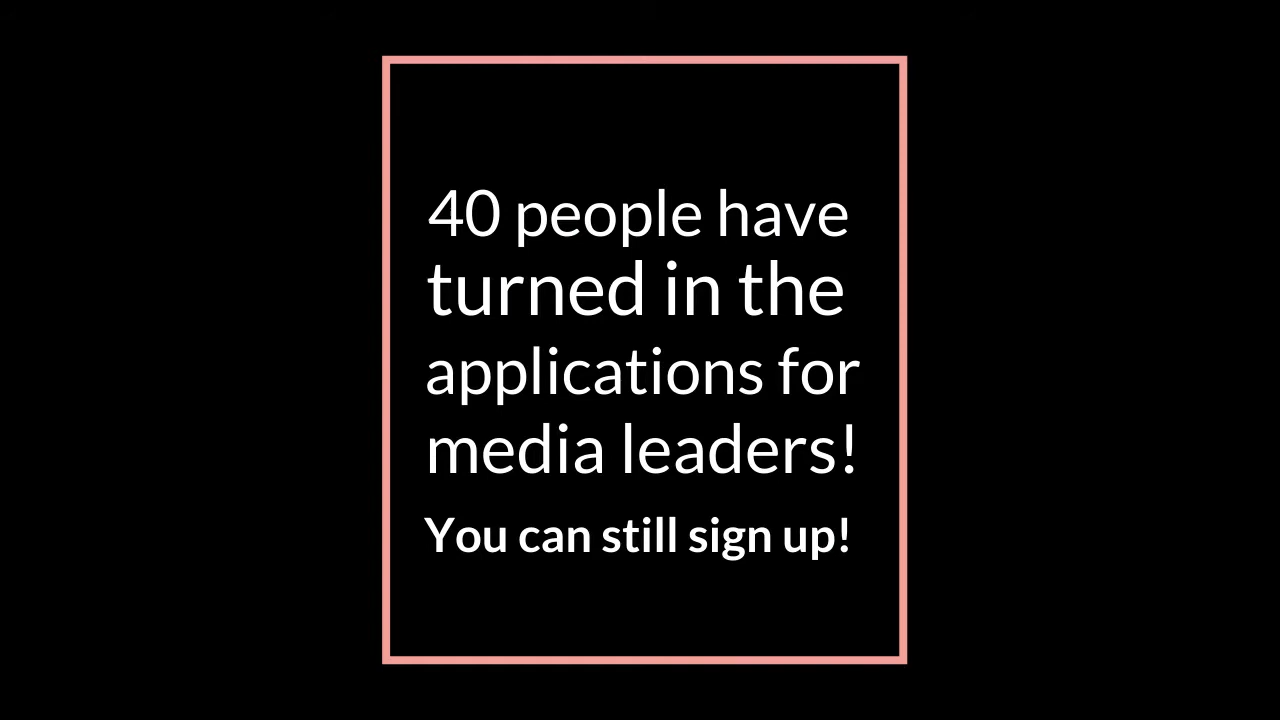 40 people have
turned in the
applications for
media leaders!
You can still sign up!